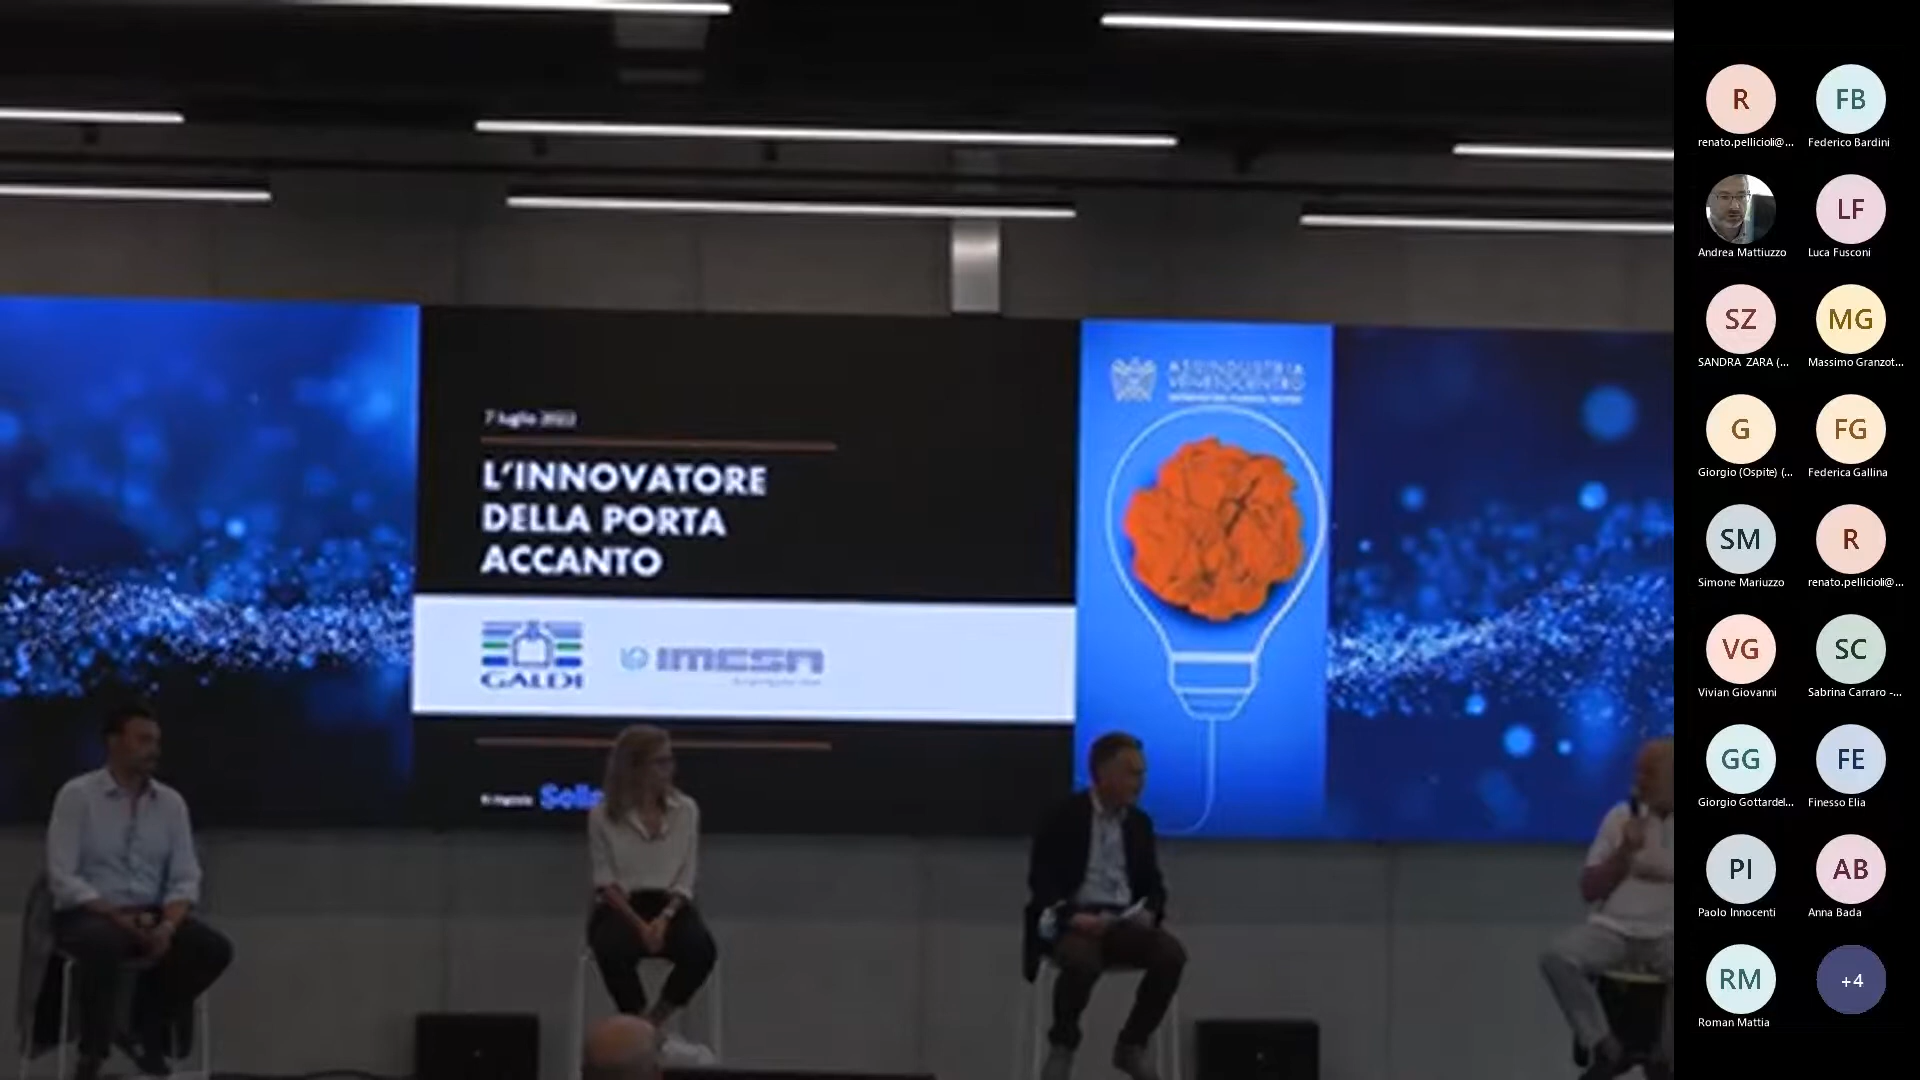 7 luglio 2022
L'INNOVATORE
DELLA PORTA
ACCANTO
GALDI
IMESA
ASSINDUSTRIA
VENETOCENTRO
R
renato.pellicioli@...
FB
Federico Bardini
Andrea Mattiuzzo
LF
Luca Fusconi
SZ
SANDRA ZARA (...
MG
Massimo Granzot...
G
Giorgio (Ospite) (...
FG
Federica Gallina
SM
Simone Mariuzzo
R
renato.pellicioli@...
VG
Vivian Giovanni
SC
Sabrina Carraro -...
GG
Giorgio Gottardel...
FE
Finesso Elia
PI
Paolo Innocenti
AB
Anna Bada
RM
Roman Mattia
+4